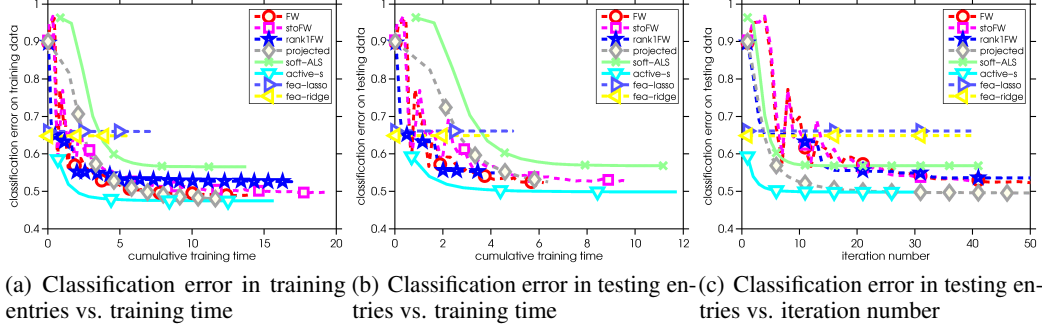 classification error on training data
1
0.9
0.8
0.7
0.6
0.5
0.4
0
5
10
15
20
cumulative training time
FW
stoFW
rank1FW
projected
soft-ALS
active-s
fea-lasso
fea-ridge
classification error on testing data
1
0.9
0.8
0.7
0.6
0.5
0.4
0
2
4
6
8
10
12
cumulative training time
FW
stoFW
rank1FW
projected
soft-ALS
active-s
fea-lasso
fea-ridge
classification error on testing data
1
0.9
0.8
0.7
0.6
0.5
0.4
0
10
20
30
40
50
iteration number
FW
stoFW
rank1FW
projected
soft-ALS
active-s
fea-lasso
fea-ridge
(a) Classification error in training
entries vs. training time
(b) Classification error in testing en-
tries vs. training time
(c) Classification error in testing en-
tries vs. iteration number